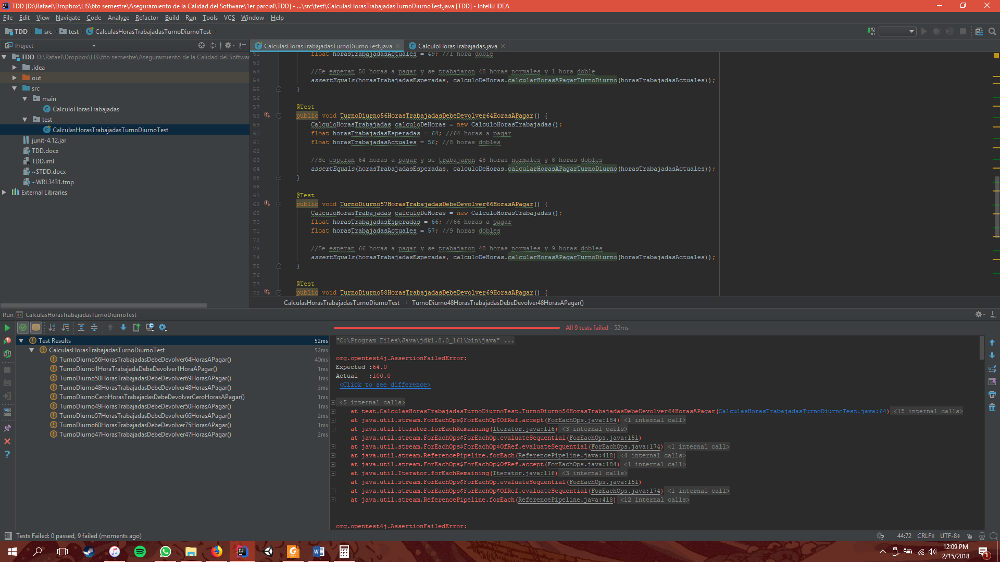 TDD [D:\Rafael\Dropbox\LIS\6to semestre\Aseguramiento de la Calidad del Software\1er parcial\TDD] - ...\src\test\CalculasHorasTrabajadasTurnoDiurnoTest.java [TDD] - IntelliJ IDEA
File Edit View Navigate Code Analyze Refactor Build Run Tools VCS Window Help
TDD src test CalculasHorasTrabajadasTurnoDiurnoTest
Project
CalculasHorasTrabajadasTurnoDiurnoTest.java CalculoHorasTrabajadas.java
TDD D:\Rafael\Dropbox\LIS\6to semestre\Aseguramiento de la Calidad del Softwar
.idea
out
src
main
CalculoHorasTrabajadas
test
CalculasHorasTrabajadasTurnoDiurnoTest
junit-4.12.jar
TDD.docx
TDD.iml
~$TDD.docx
~WRL3431.tmp
External Libraries
51 float horasTrabajadasActuales = 49; //1 hora doble
52
53 //Se esperan 50 horas a pagar y se trabajaron 48 horas normales y 1 hora doble
54 assertEquals(horasTrabajadasEsperadas, calculoDeHoras.calcularHorasAPagarTurnoDiurno(horasTrabajadasActuales));
55 }
56
57 @Test
58 public void TurnoDiurno56HorasTrabajadasDebeDevolver64HorasAPagar() {
59 CalculoHorasTrabajadas calculoDeHoras = new CalculoHorasTrabajadas();
60 float horasTrabajadasEsperadas = 64; //64 horas a pagar
61 float horasTrabajadasActuales = 56; //8 horas dobles
62
63 //Se esperan 64 horas a pagar y se trabajaron 48 horas normales y 8 horas dobles
64 assertEquals(horasTrabajadasEsperadas, calculoDeHoras.calcularHorasAPagarTurnoDiurno(horasTrabajadasActuales));
65 }
66
67 @Test
68 public void TurnoDiurno57HorasTrabajadasDebeDevolver66HorasAPagar() {
69 CalculoHorasTrabajadas calculoDeHoras = new CalculoHorasTrabajadas();
70 float horasTrabajadasEsperadas = 66; //66 horas a pagar
71 float horasTrabajadasActuales = 57; //9 horas dobles
72
73 //Se esperan 66 horas a pagar y se trabajaron 48 horas normales y 9 horas dobles
74 assertEquals(horasTrabajadasEsperadas, calculoDeHoras.calcularHorasAPagarTurnoDiurno(horasTrabajadasActuales));
75 }
76
77 @Test
78 public void TurnoDiurno58HorasTrabajadasDebeDevolver69HorasAPagar() {
CalculasHorasTrabajadasTurnoDiurnoTest TurnoDiurno48HorasTrabajadasDebeDevolver48HorasAPagar()
Run CalculasHorasTrabajadasTurnoDiurnoTest
All 9 tests failed - 52ms
Test Results 52ms
CalculasHorasTrabajadasTurnoDiurnoTest 52ms
TurnoDiurno56HorasTrabajadasDebeDevolver64HorasAPagar() 40ms
TurnoDiurno1HoraTrabajadaDebeDevolver1HoraAPagar() 1ms
TurnoDiurno58HorasTrabajadasDebeDevolver69HorasAPagar() 1ms
TurnoDiurno48HorasTrabajadasDebeDevolver48HorasAPagar() 3ms
TurnoDiurnoCeroHorasTrabajadasDebeDevolverCeroHorasAPagar() 1ms
TurnoDiurno49HorasTrabajadasDebeDevolver50HorasAPagar() 1ms
TurnoDiurno57HorasTrabajadasDebeDevolver66HorasAPagar() 2ms
TurnoDiurno60HorasTrabajadasDebeDevolver75HorasAPagar() 1ms
TurnoDiurno47HorasTrabajadasDebeDevolver47HorasAPagar() 2ms
"C:\Program Files\Java\jdk1.8.0_161\bin\java" ...
org.opentest4j.AssertionFailedError:
Expected :64.0
Actual :100.0
<Click to see difference>
<5 internal calls>
at test.CalculasHorasTrabajadasTurnoDiurnoTest.TurnoDiurno56HorasTrabajadasDebeDevolver64HorasAPagar(CalculasHorasTrabajadasTurnoDiurnoTest.java:64) <15 internal calls>
at java.util.stream.ForEachOps$ForEachOp$OfRef.accept(ForEachOps.java:184) <1 internal call>
at java.util.Iterator.forEachRemaining(Iterator.java:116) <3 internal calls>
at java.util.stream.ForEachOps$ForEachOp.evaluateSequential(ForEachOps.java:151)
at java.util.stream.ForEachOps$ForEachOp$OfRef.evaluateSequential(ForEachOps.java:174) <1 internal call>
at java.util.stream.ReferencePipeline.forEach(ReferencePipeline.java:418) <4 internal calls>
at java.util.stream.ForEachOps$ForEachOp$OfRef.accept(ForEachOps.java:184) <1 internal call>
at java.util.Iterator.forEachRemaining(Iterator.java:116) <3 internal calls>
at java.util.stream.ForEachOps$ForEachOp.evaluateSequential(ForEachOps.java:151)
at java.util.stream.ForEachOps$ForEachOp$OfRef.evaluateSequential(ForEachOps.java:174) <1 internal call>
at java.util.stream.ReferencePipeline.forEach(ReferencePipeline.java:418) <12 internal calls>
org.opentest4j.AssertionFailedError:
Tests Failed: 0 passed, 9 failed (moments ago) 44:72 CRLF UTF-8
12:09 PM
2/15/2018
1